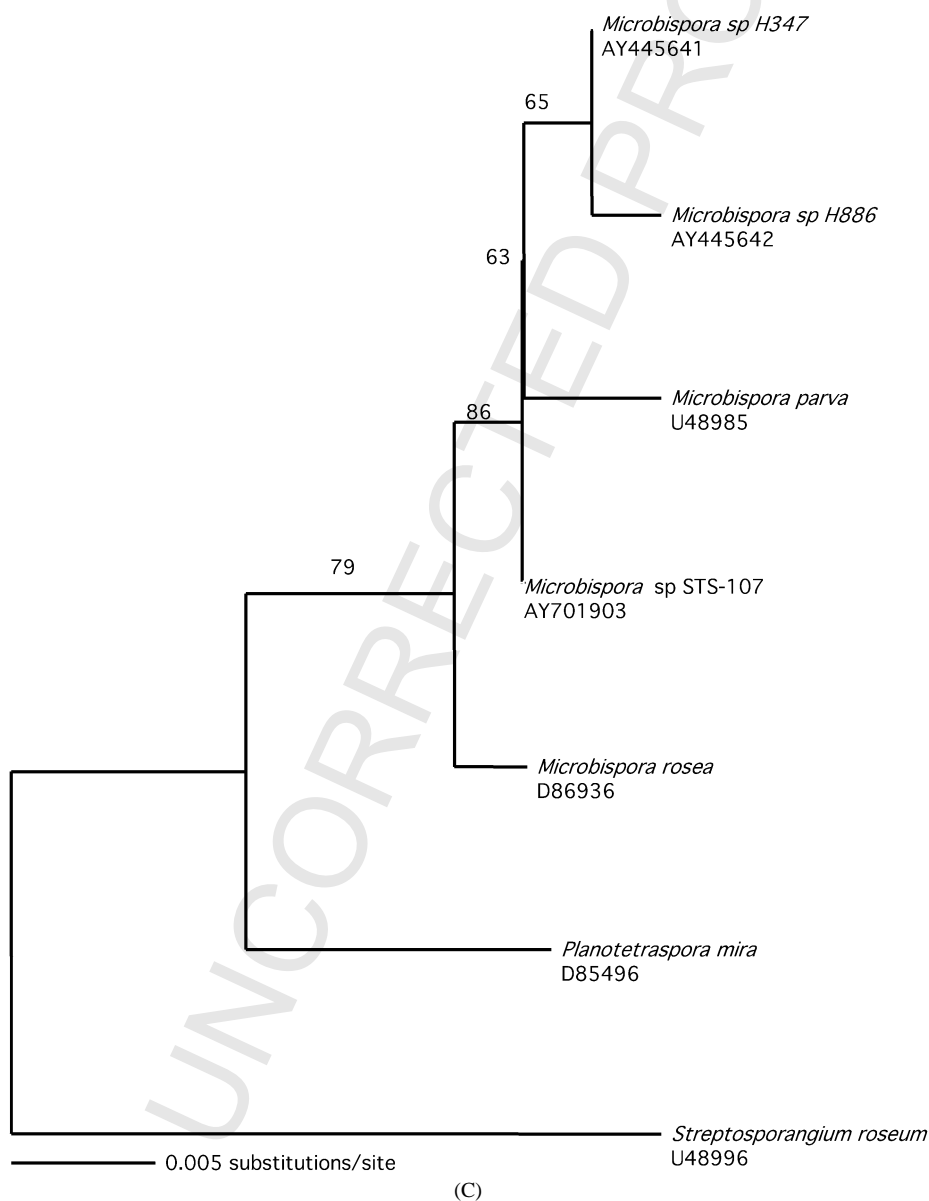 Microbispora sp H347
AY445641
65
Microbispora sp H886
AY445642
63
Microbispora parva
U48985
86
79
Microbispora sp STS-107
AY701903
Microbispora rosea
D86936
Planotetraspora mira
D85496
Streptosporangium roseum
U48996
0.005 substitutions/site
(C)
UNCORRECTED PRO